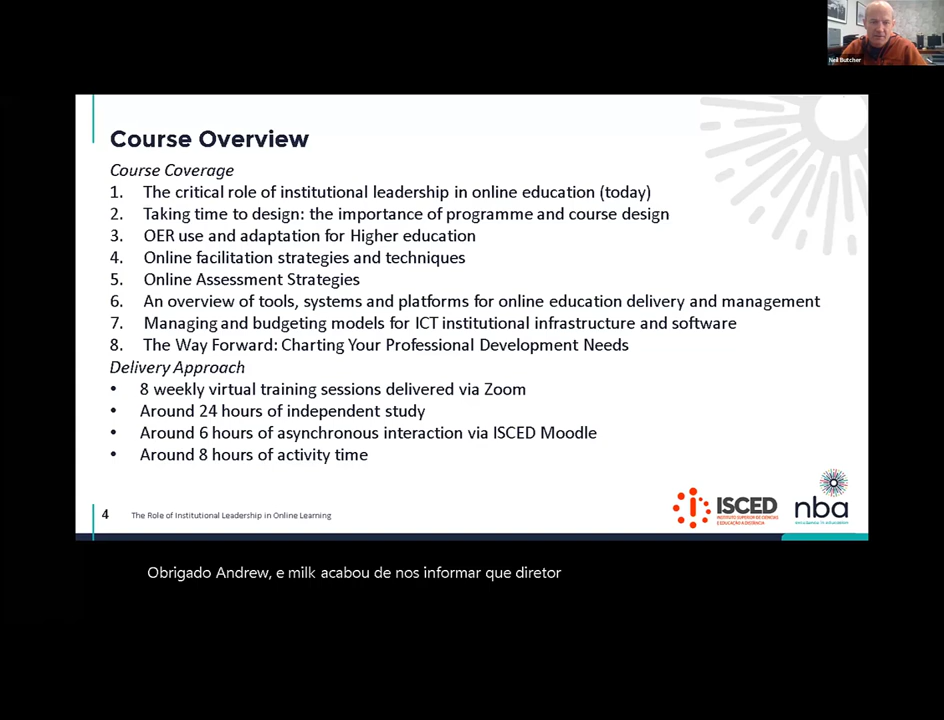 Neil Butcher
Course Overview
Course Coverage
1. The critical role of institutional leadership in online education (today)
2. Taking time to design: the importance of programme and course design
3. OER use and adaptation for Higher education
4. Online facilitation strategies and techniques
5. Online Assessment Strategies
6. An overview of tools, systems and platforms for online education delivery and management
7. Managing and budgeting models for ICT institutional infrastructure and software
8. The Way Forward: Charting Your Professional Development Needs
Delivery Approach
• 8 weekly virtual training sessions delivered via Zoom
• Around 24 hours of independent study
• Around 6 hours of asynchronous interaction via ISCED Moodle
• Around 8 hours of activity time
4 The Role of Institutional Leadership in Online Learning
ISCED
INSTITUTO SUPERIOR DE CIÊNCIAS
E EDUCAÇÃO A DISTÂNCIA
nba
Obrigado Andrew, e milk acabou de nos informar que diretor